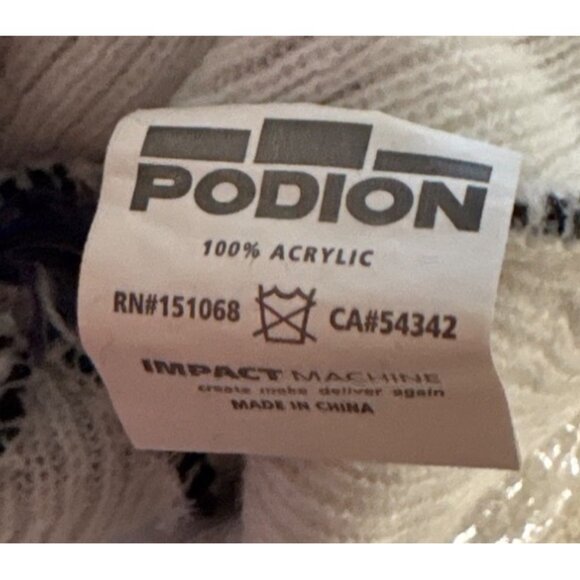 PODION
100% ACRYLIC
RN#151068 CA#54342
IMPACT MACHINE
create make deliver again
MADE IN CHINA